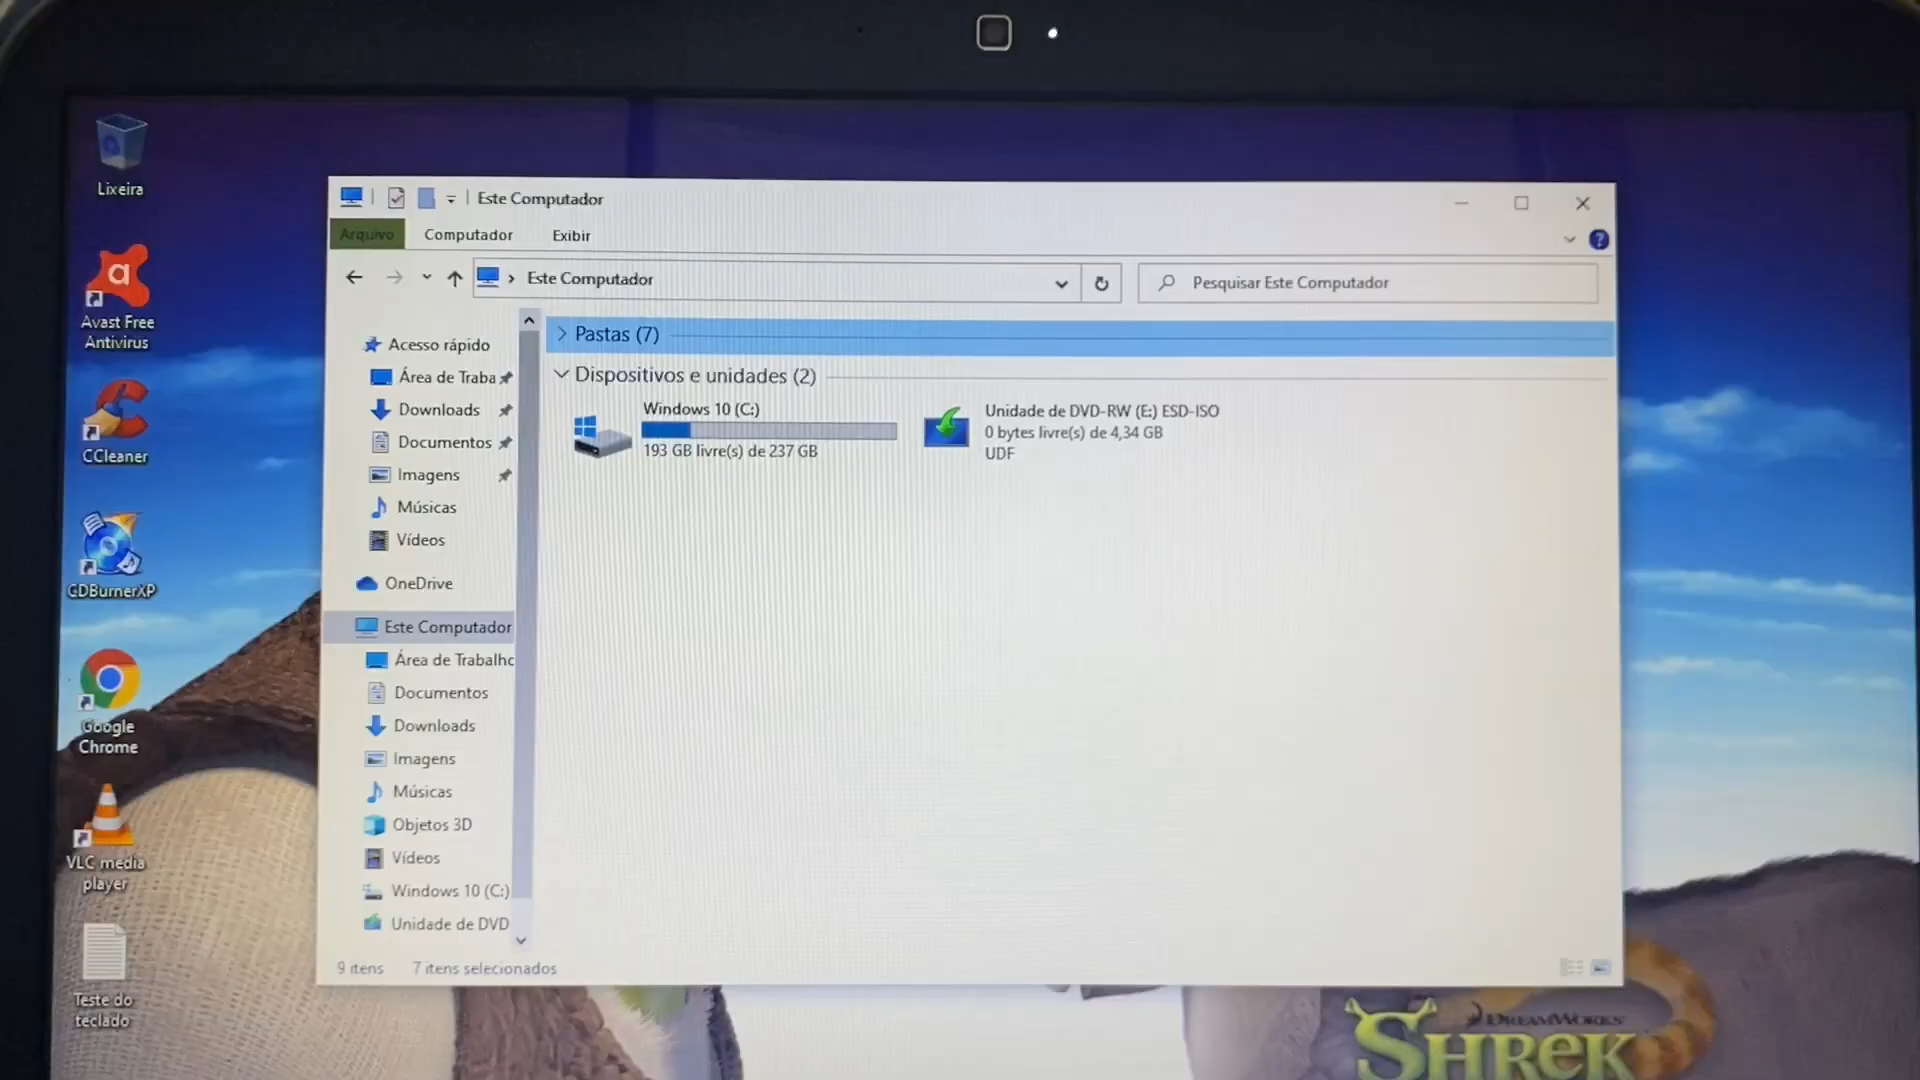 Lixeira
Avast Free
Antivirus
CCleaner
CDBurnerXP
Google
Chrome
VLC media
player
Teste do
teclado
Este Computador
Arquivo
Computador
Exibir
?
Este Computador
Pesquisar Este Computador
Acesso rápido
Área de Traba
Downloads
Documentos
Imagens
Músicas
Vídeos
OneDrive
Este Computador
Área de Trabalho
Documentos
Downloads
Imagens
Músicas
Objetos 3D
Vídeos
Windows 10 (C:)
Unidade de DVD
Pastas (7)
Dispositivos e unidades (2)
Windows 10 (C:)
193 GB livre(s) de 237 GB
Unidade de DVD-RW (E:) ESD-ISO
0 bytes livre(s) de 4,34 GB
UDF
9 itens
7 itens selecionados
DREAMWORKS
SHREK